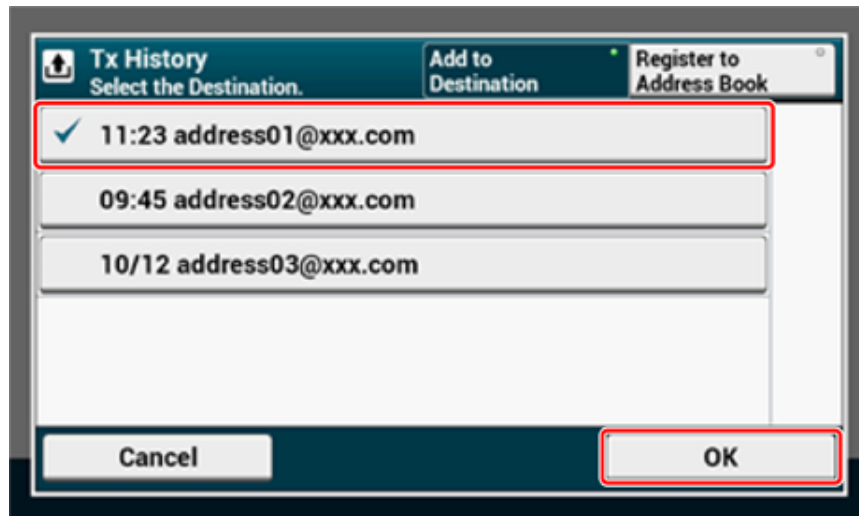 Tx History
Select the Destination.
Add to
Destination
Register to
Address Book
11:23 address01@xxx.com
09:45 address02@xxx.com
10/12 address03@xxx.com
Cancel
OK